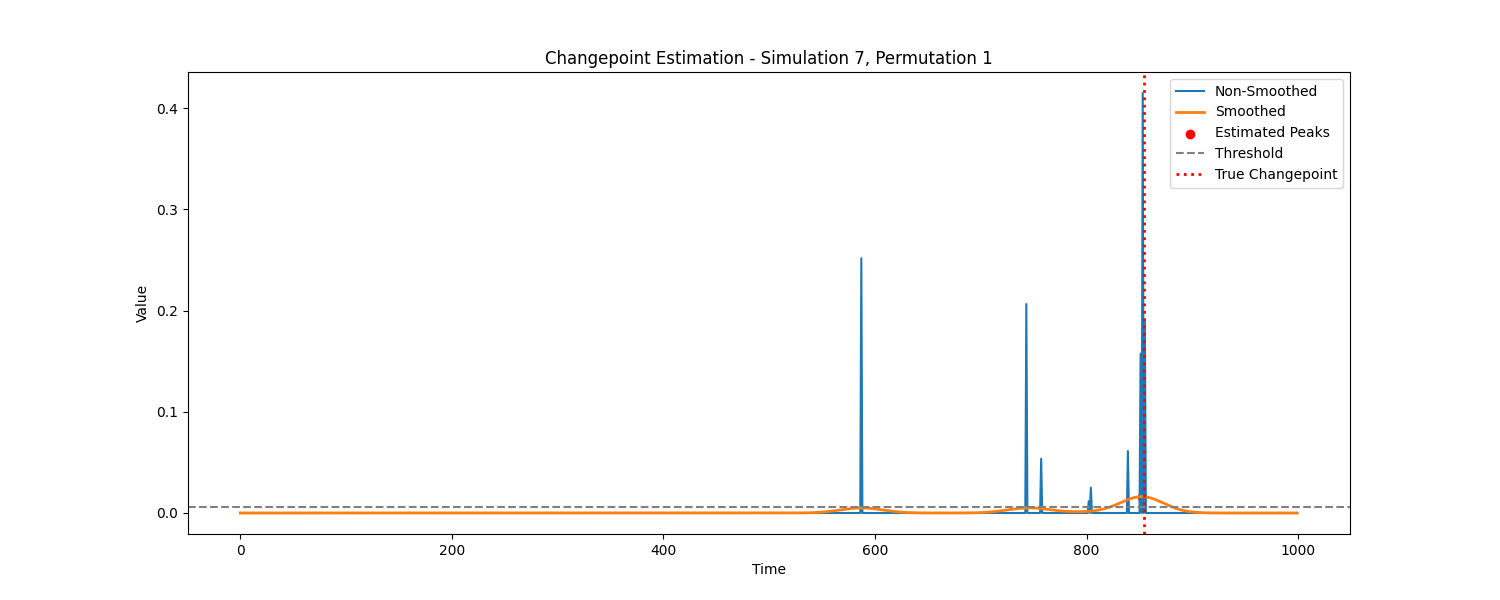 Changepoint Estimation - Simulation 7, Permutation 1
Non-Smoothed
Smoothed
Estimated Peaks
Threshold
True Changepoint
Value
0.4
0.3
0.2
0.1
0.0
0 200 400 600 800 1000
Time